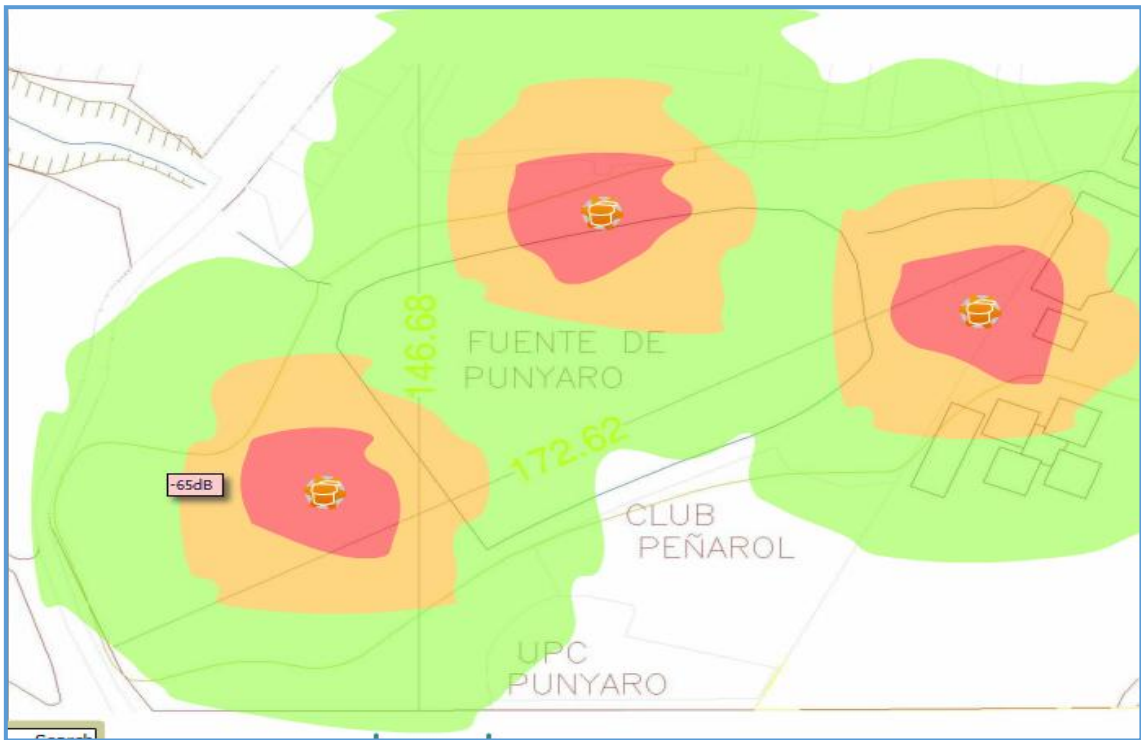 146.68
FUENTE DE
PUNYARO
172.62
-65dB
CLUB
PEÑAROL
UPC
PUNYARO